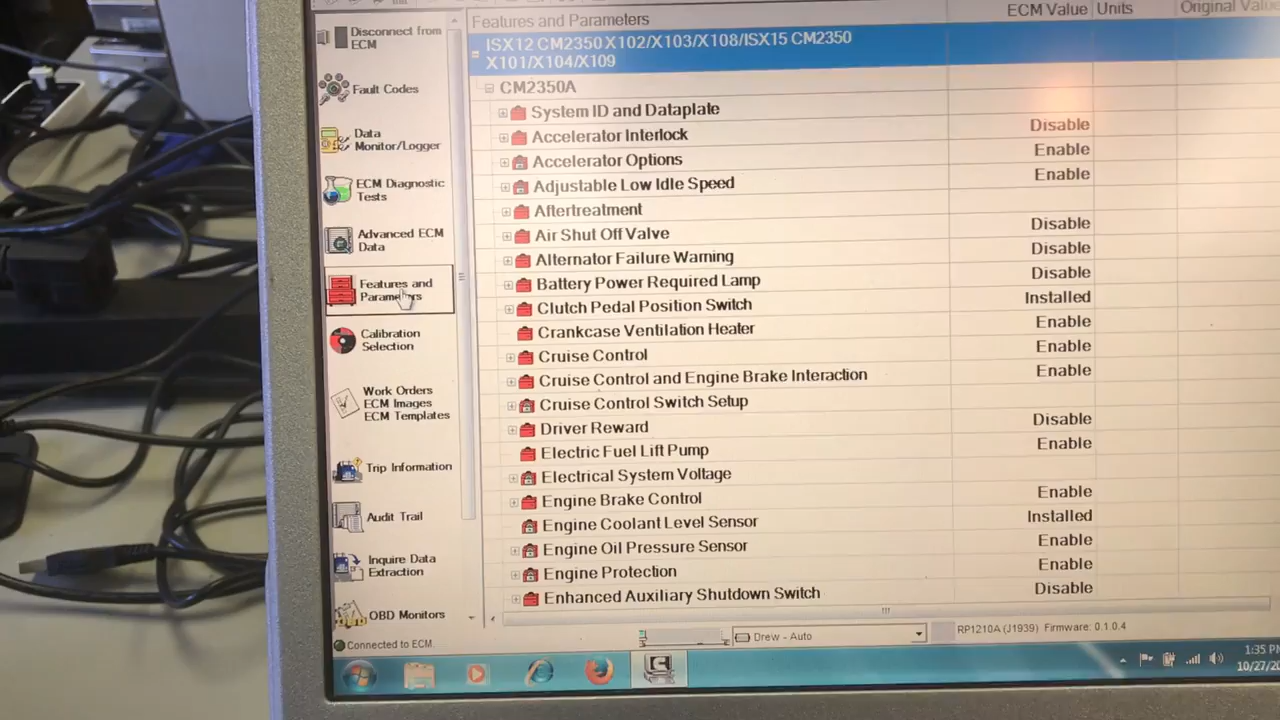 Features and Parameters ECM Value Units Original Value
ISX12 CM2350 X102/X103/X108/ISX15 CM2350
X101/X104/X109
CM2350A
System ID and Dataplate
Accelerator Interlock Disable
Accelerator Options Enable
Adjustable Low Idle Speed Enable
Aftertreatment
Air Shut Off Valve Disable
Alternator Failure Warning Disable
Battery Power Required Lamp Disable
Clutch Pedal Position Switch Installed
Crankcase Ventilation Heater Enable
Cruise Control Enable
Cruise Control and Engine Brake Interaction Enable
Cruise Control Switch Setup
Driver Reward Disable
Electric Fuel Lift Pump Enable
Electrical System Voltage
Engine Brake Control Enable
Engine Coolant Level Sensor Installed
Engine Oil Pressure Sensor Enable
Engine Protection Enable
Enhanced Auxiliary Shutdown Switch Disable
Disconnect from
ECM
Fault Codes
Data
Monitor/Logger
ECM Diagnostic
Tests
Advanced ECM
Data
Features and
Parameters
Calibration
Selection
Work Orders
ECM Images
ECM Templates
Trip Information
Audit Trail
Inquire Data
Extraction
OBD Monitors
Connected to ECM.
Drew - Auto
RP1210A (J1939) Firmware: 0.1.0.4
1:35 PM
10/27/20